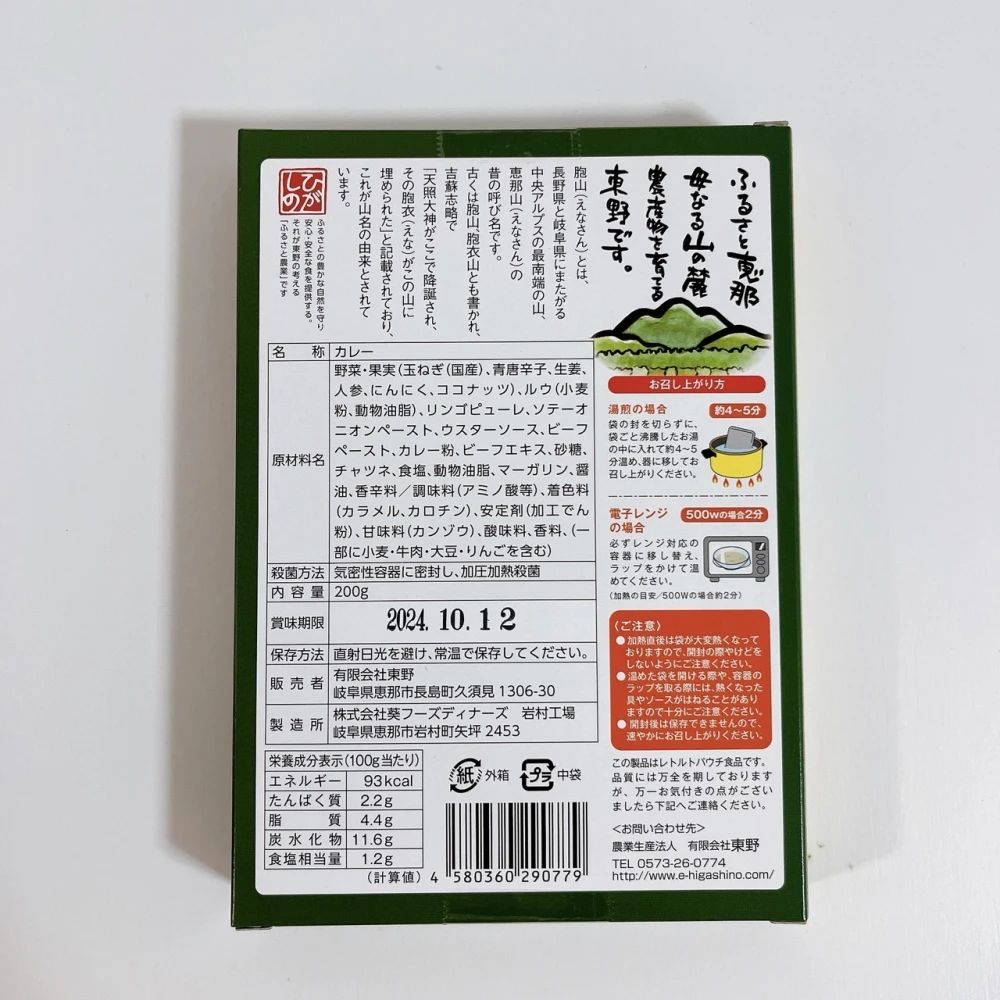 ふるさと恵那
母なる山の麓
農産物を育てる
東野です。
胞山(えなさん)とは、
長野県と岐阜県にまたがる
中央アルプスの最南端の山、
恵那山(えなさん)の
昔の呼び名です。
古くは胞山、胞衣山とも書かれ、
吉蘇志略で
「天照大神がここで降誕され、
その胞衣(えな)がこの山に
埋められた」と記載されており、
これが山名の由来とされて
います。
ひが
しの
ふるさとの豊かな自然を守り
安心・安全な食を提供する。
それが東野の考える
「ふるさと農業」です
名 称 カレー
原材料名
野菜・果実(玉ねぎ(国産)、青唐辛子、生姜、
人参、にんにく、ココナッツ)、ルウ(小麦
粉、動物油脂)、リンゴピューレ、ソテーオ
ニオンペースト、ウスターソース、ビーフ
ペースト、カレー粉、ビーフエキス、砂糖、
チャツネ、食塩、動物油脂、マーガリン、醤
油、香辛料/調味料(アミノ酸等)、着色料
(カラメル、カロチン)、安定剤(加工でん
粉)、甘味料(カンゾウ)、酸味料、香料、(一
部に小麦・牛肉・大豆・りんごを含む)
殺菌方法 気密性容器に密封し、加圧加熱殺菌
内容量 200g
賞味期限 2024.10.12
保存方法 直射日光を避け、常温で保存してください。
販売者 有限会社東野
岐阜県恵那市長島町久須見1306-30
製造所 株式会社葵フーズディナーズ 岩村工場
岐阜県恵那市岩村町矢坪2453
栄養成分表示(100g当たり)
エネルギー 93kcal
たんぱく質 2.2g
脂 質 4.4g
炭水化物 11.6g
食塩相当量 1.2g
(計算値)
紙 外箱
プラ 中袋
4 580360 290779
お召し上がり方
湯煎の場合 約4〜5分
袋の封を切らずに、
袋ごと沸騰したお湯
の中に入れて約4〜5
分温め、器に移してお
召し上がりください。
電子レンジ
の場合
500wの場合2分
必ずレンジ対応の
容器に移し替え、
ラップをかけて温
めてください。
(加熱の目安/500Wの場合約2分)
〈ご注意〉
●加熱直後は袋が大変熱くなって
おりますので、開封の際やけどを
しないようにご注意ください。
●温めた袋を開ける際や、容器の
ラップを取る際には、熱くなった
具やソースがはねることがあり
ますので十分にご注意ください。
●開封後は保存できませんので、
速やかにお召し上がりください。
この製品はレトルトパウチ食品です。
品質には万全を期しております
が、万一お気付きの点がござい
ましたら下記へご連絡ください。
<お問い合わせ先>
農業生産法人 有限会社東野
TEL 0573-26-0774
http://www.e-higashino.com/